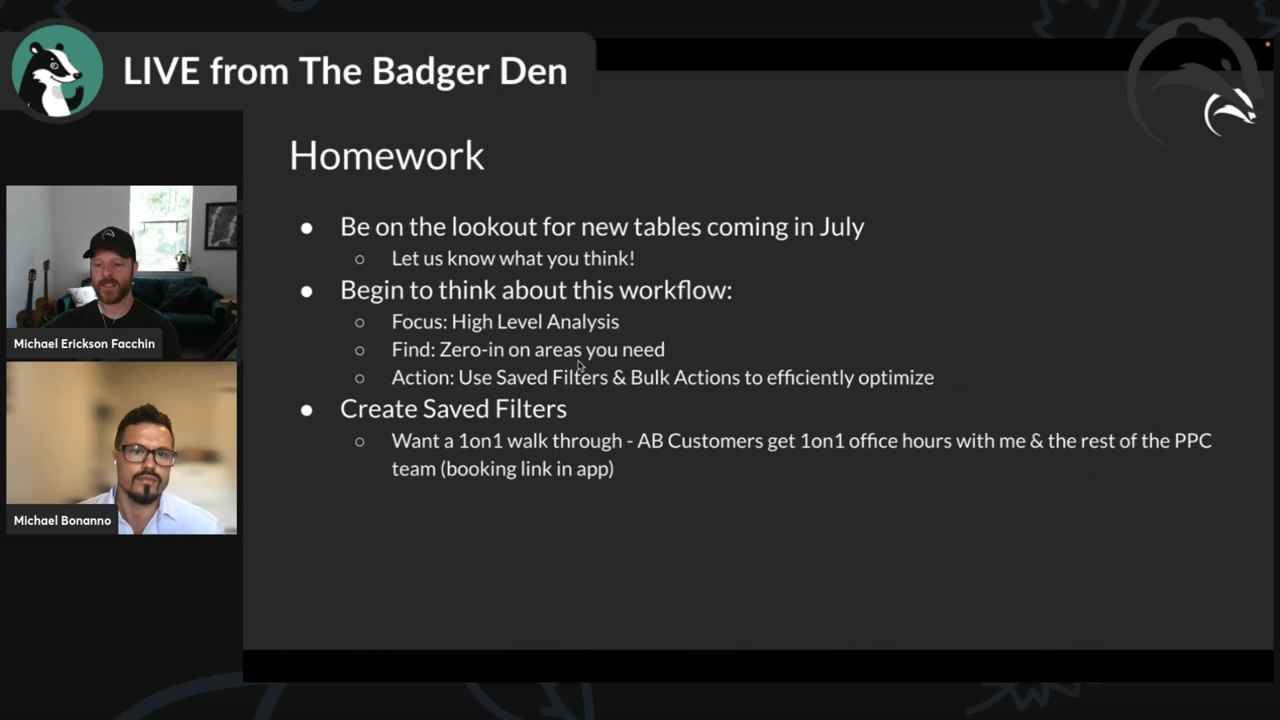 LIVE from The Badger Den
Homework
● Be on the lookout for new tables coming in July
○ Let us know what you think!
● Begin to think about this workflow:
○ Focus: High Level Analysis
○ Find: Zero-in on areas you need
○ Action: Use Saved Filters & Bulk Actions to efficiently optimize
● Create Saved Filters
○ Want a 1on1 walk through - AB Customers get 1on1 office hours with me & the rest of the PPC
team (booking link in app)
Michael Erickson Facchin
Michael Bonanno